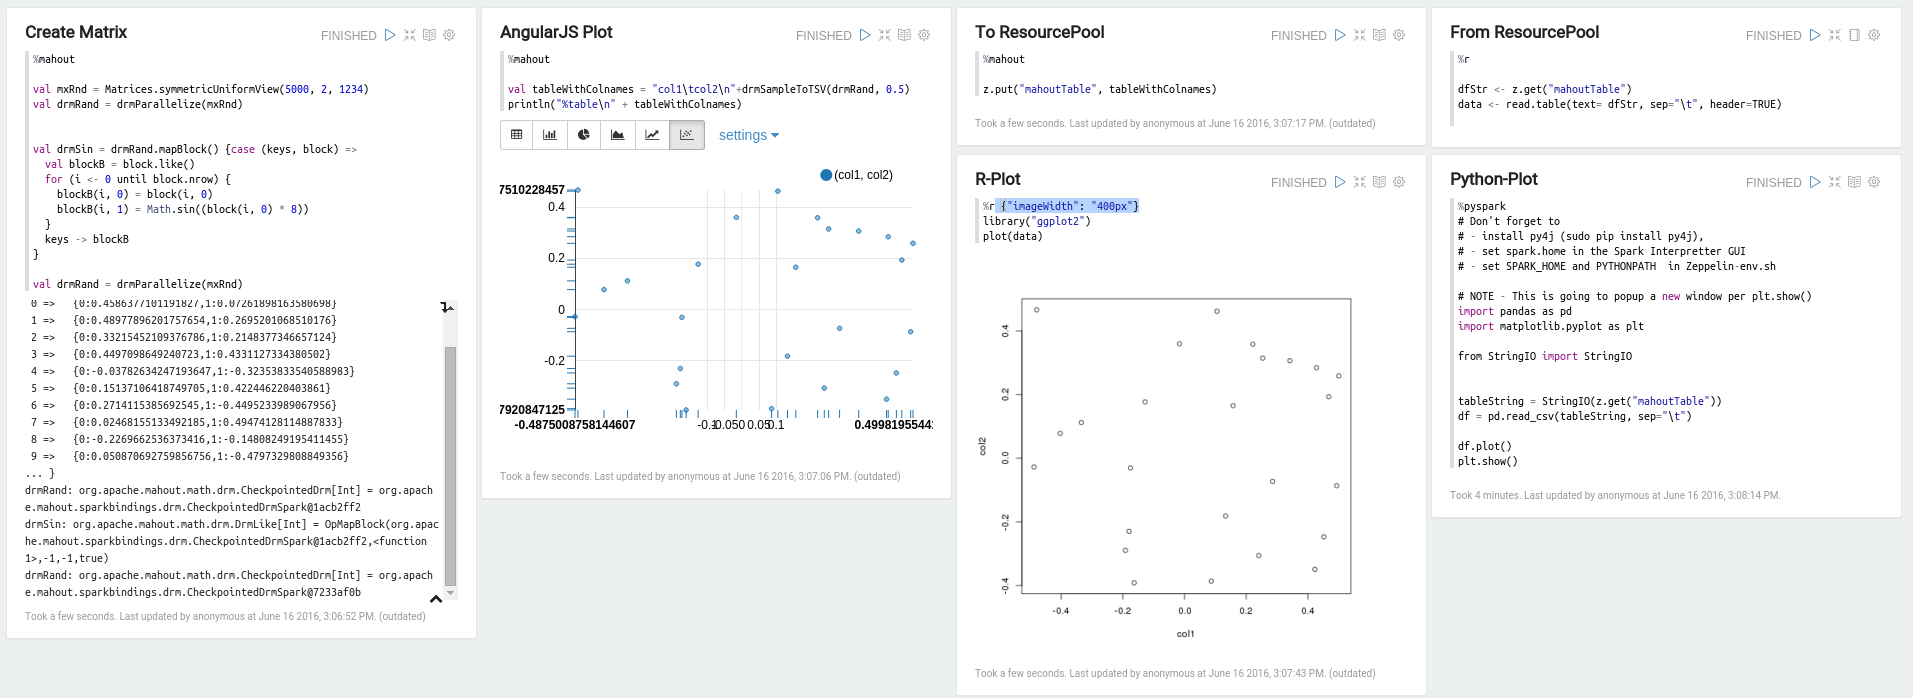 Create Matrix
FINISHED
%mahout
val mxRnd = Matrices.symmetricUniformView(5000, 2, 1234)
val drmRand = drmParallelize(mxRnd)
val drmSin = drmRand.mapBlock() {case (keys, block) =>
val blockB = block.like()
for (i <- 0 until block.nrow) {
blockB(i, 0) = block(i, 0)
blockB(i, 1) = Math.sin((block(i, 0) * 8))
}
keys -> blockB
}
val drmRand = drmParallelize(mxRnd)
0 => {0:0.4586377101191827,1:0.07261898163580698}
1 => {0:0.48977896201757654,1:0.2695201068510176}
2 => {0:0.33215452109376786,1:0.2148377346657124}
3 => {0:0.4497098649240723,1:0.4331127334380502}
4 => {0:-0.03782634247193647,1:-0.32353833540588983}
5 => {0:0.15137106418749705,1:0.422446220403861}
6 => {0:0.2714115385692545,1:-0.4495233989067956}
7 => {0:0.02468155133492185,1:0.49474128114887833}
8 => {0:-0.2269662536373416,1:-0.14808249195411455}
9 => {0:0.050870692759856756,1:-0.4797329808849356}
... }
drmRand: org.apache.mahout.math.drm.CheckpointedDrm[Int] = org.apach
e.mahout.sparkbindings.drm.CheckpointedDrmSpark@1acb2ff2
drmSin: org.apache.mahout.math.drm.DrmLike[Int] = OpMapBlock(org.apac
he.mahout.sparkbindings.drm.CheckpointedDrmSpark@1acb2ff2,<function
1>,-1,-1,true)
drmRand: org.apache.mahout.math.drm.CheckpointedDrm[Int] = org.apach
e.mahout.sparkbindings.drm.CheckpointedDrmSpark@7233af0b
Took a few seconds. Last updated by anonymous at June 16 2016, 3:06:52 PM. (outdated)
AngularJS Plot
FINISHED
%mahout
val tableWithColnames = "col1\tcol2\n"+drmSampleToTSV(drmRand, 0.5)
println("%table\n" + tableWithColnames)
settings
(col1, col2)
7510228457
0.4
0.2
0
-0.2
7920847125
-0.4875008758144607
-0.1
0.050
0.05
0.1
0.49981955441
Took a few seconds. Last updated by anonymous at June 16 2016, 3:07:06 PM. (outdated)
To ResourcePool
FINISHED
%mahout
z.put("mahoutTable", tableWithColnames)
Took a few seconds. Last updated by anonymous at June 16 2016, 3:07:17 PM. (outdated)
R-Plot
FINISHED
%r {"imageWidth": "400px"}
library("ggplot2")
plot(data)
0.4
0.2
0.0
-0.2
-0.4
col2
-0.4
-0.2
0.0
0.2
0.4
col1
Took a few seconds. Last updated by anonymous at June 16 2016, 3:07:43 PM. (outdated)
From ResourcePool
FINISHED
%r
dfStr <- z.get("mahoutTable")
data <- read.table(text= dfStr, sep="\t", header=TRUE)
Python-Plot
FINISHED
%pyspark
# Don't forget to
# - install py4j (sudo pip install py4j),
# - set spark.home in the Spark Interpretter GUI
# - set SPARK_HOME and PYTHONPATH in Zeppelin-env.sh
# NOTE - This is going to popup a new window per plt.show()
import pandas as pd
import matplotlib.pyplot as plt
from StringIO import StringIO
tableString = StringIO(z.get("mahoutTable"))
df = pd.read_csv(tableString, sep="\t")
df.plot()
plt.show()
Took 4 minutes. Last updated by anonymous at June 16 2016, 3:08:14 PM.